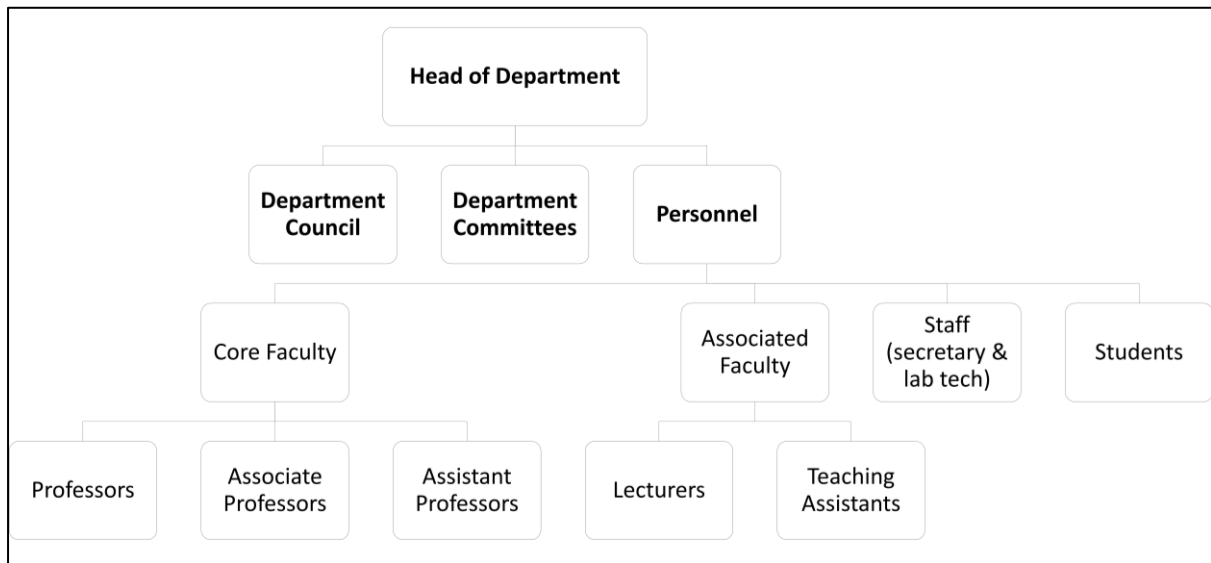 Head of Department
Department
Council
Department
Committees
Personnel
Core Faculty
Associated
Faculty
Staff
(secretary &
lab tech)
Students
Professors
Associate
Professors
Assistant
Professors
Lecturers
Teaching
Assistants